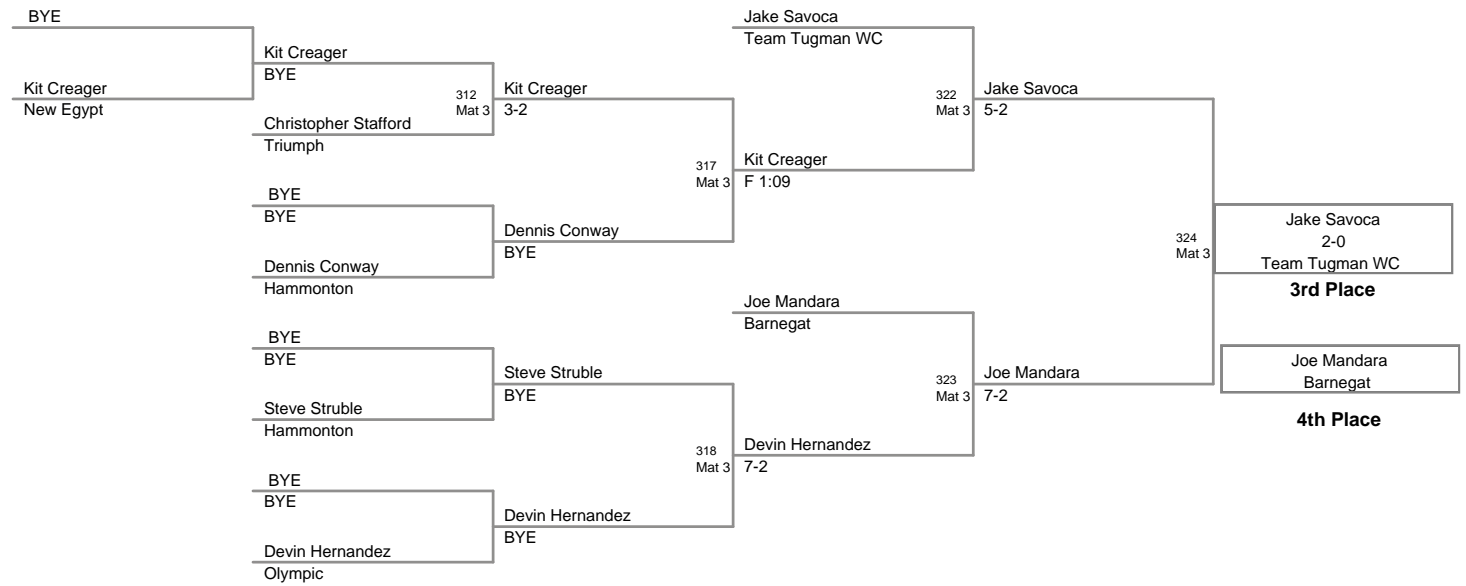 BYE
Kit Creager
New Egypt
Kit Creager
BYE
Christopher Stafford
Triumph
BYE
BYE
Dennis Conway
Hammonton
BYE
BYE
Steve Struble
Hammonton
BYE
BYE
Devin Hernandez
Olympic
312
Mat 3
Kit Creager
3-2
Dennis Conway
BYE
Steve Struble
BYE
Devin Hernandez
BYE
317
Mat 3
318
Mat 3
Jake Savoca
Team Tugman WC
Kit Creager
F 1:09
Joe Mandara
Barnegat
Devin Hernandez
7-2
322
Mat 3
323
Mat 3
Jake Savoca
5-2
Joe Mandara
7-2
324
Mat 3
Jake Savoca
2-0
Team Tugman WC
3rd Place
Joe Mandara
Barnegat
4th Place